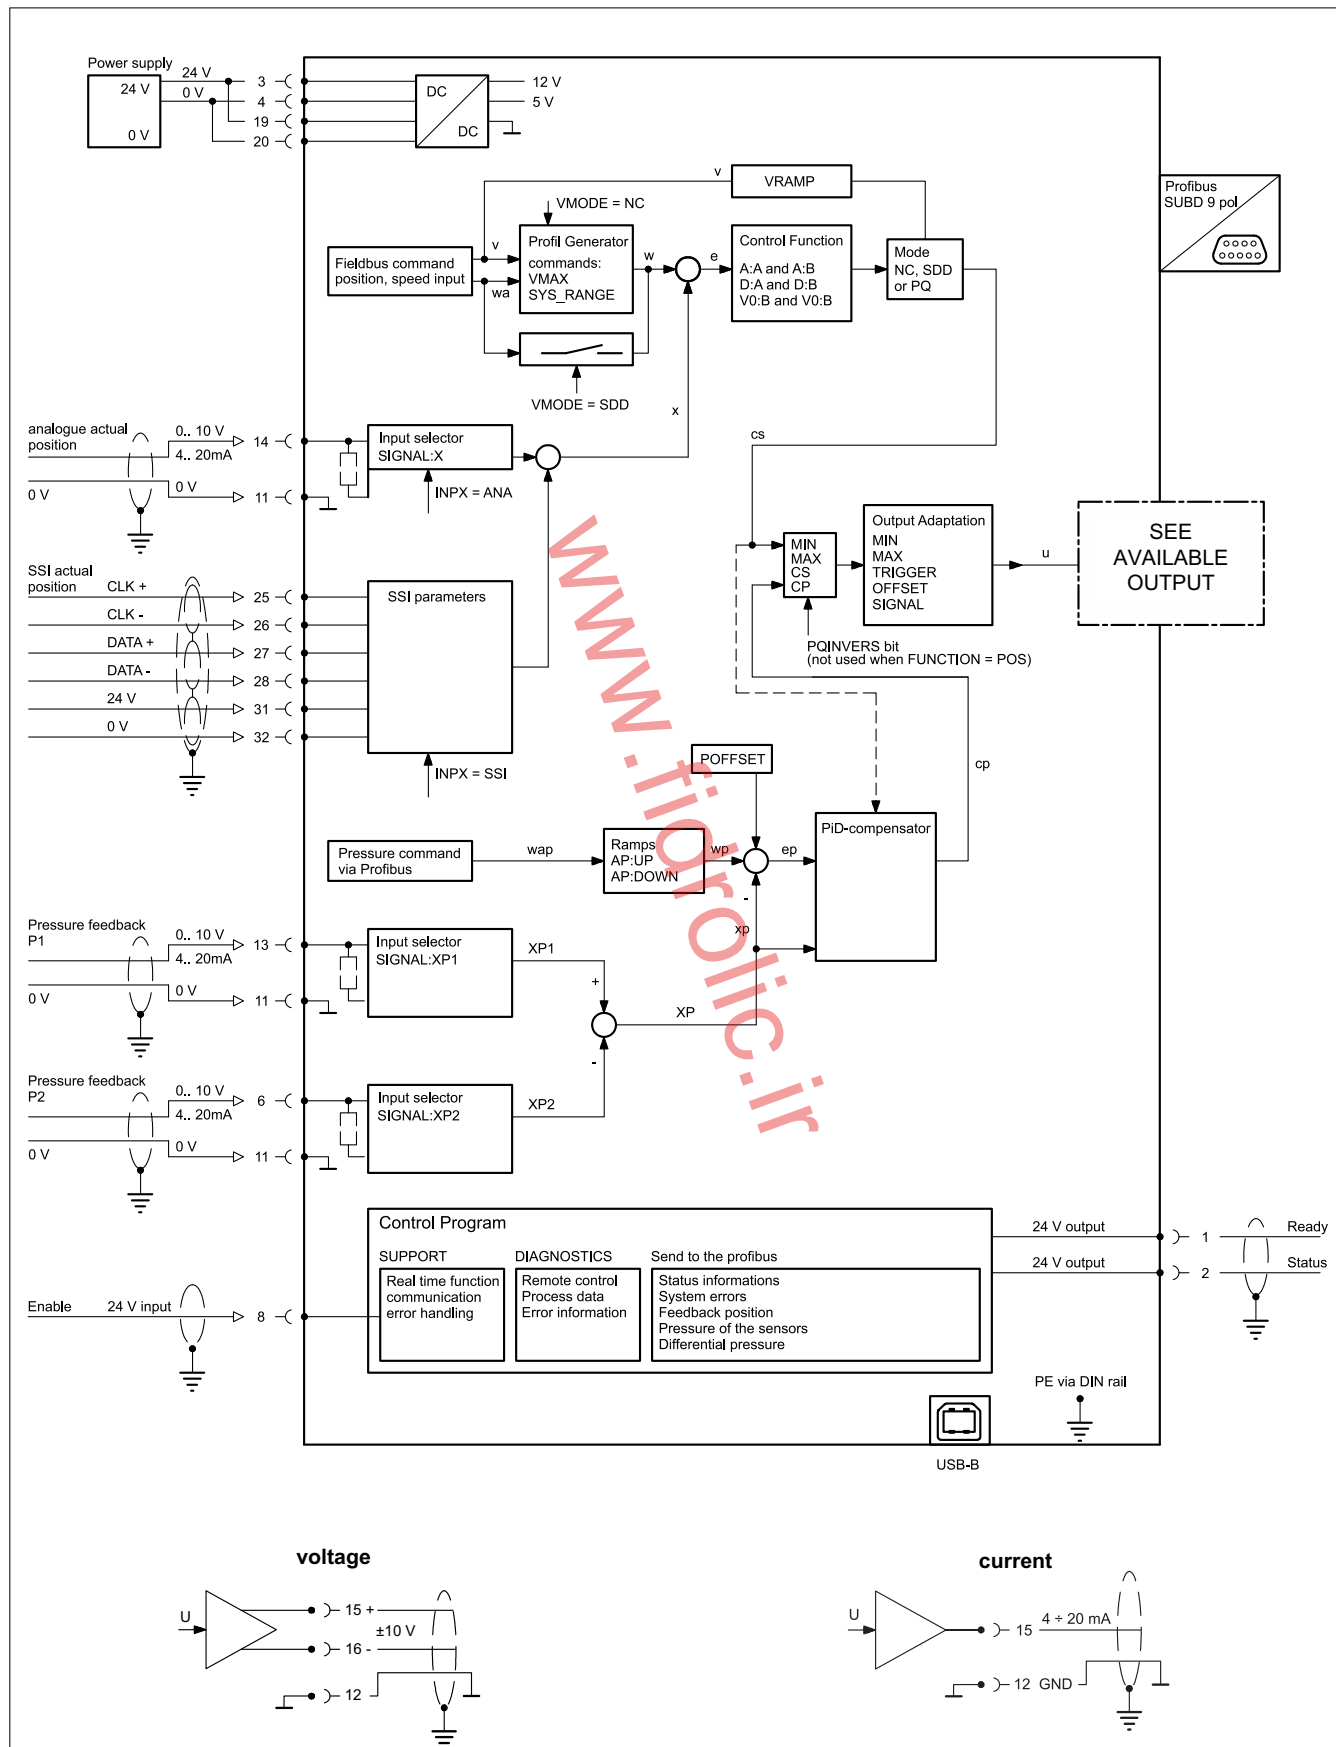 Power supply
24 V
0 V
24 V
0 V
3
4
19
20
DC
DC
12 V
5 V
Profibus
SUBD 9 pol
v
VRAMP
VMODE = NC
Fieldbus command
position, speed input
v
wa
Profil Generator
commands:
VMAX
SYS_RANGE
w
e
Control Function
A:A and A:B
D:A and D:B
V0:B and V0:B
Mode
NC, SDD
or PQ
VMODE = SDD
x
cs
analogue actual
position
0.. 10 V
4.. 20mA
14
0 V
0 V
11
Input selector
SIGNAL:X
INPX = ANA
SSI actual
position
CLK +
25
CLK -
26
DATA +
27
DATA -
28
24 V
31
0 V
32
SSI parameters
INPX = SSI
MIN
MAX
CS
CP
Output Adaptation
MIN
MAX
TRIGGER
OFFSET
SIGNAL
u
SEE
AVAILABLE
OUTPUT
PQINVERS bit
(not used when FUNCTION = POS)
cp
POFFSET
Pressure command
via Profibus
wap
Ramps
AP:UP
AP:DOWN
wp
ep
-
xp
PiD-compensator
Pressure feedback
P1
0.. 10 V
4.. 20mA
13
0 V
0 V
11
Input selector
SIGNAL:XP1
XP1
+
XP
-
Pressure feedback
P2
0.. 10 V
4.. 20mA
6
0 V
0 V
11
Input selector
SIGNAL:XP2
XP2
www.fidrolic.ir
Control Program
SUPPORT
Real time function
communication
error handling
DIAGNOSTICS
Remote control
Process data
Error information
Send to the profibus
Status informations
System errors
Feedback position
Pressure of the sensors
Differential pressure
24 V output
1
Ready
24 V output
2
Status
Enable
24 V input
8
PE via DIN rail
USB-B
voltage
U
15 +
±10 V
16 -
12
current
U
15
4 ÷ 20 mA
12 GND